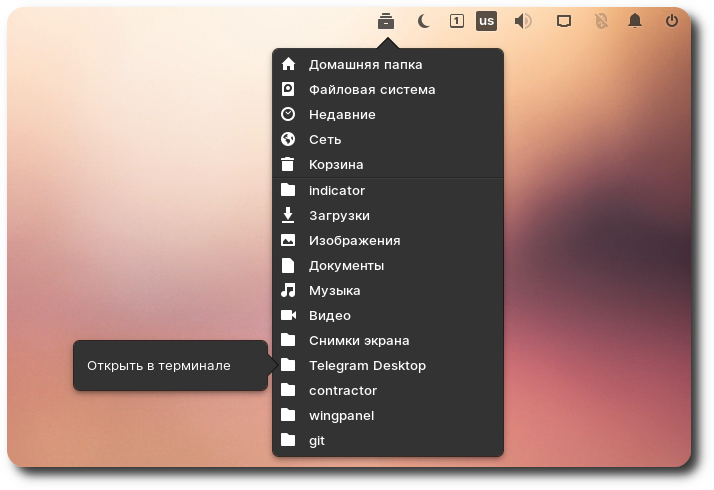 1 us
Домашняя папка
Файловая система
Недавние
Сеть
Корзина
indicator
Загрузки
Изображения
Документы
Музыка
Видео
Снимки экрана
Открыть в терминале
Telegram Desktop
contractor
wingpanel
git